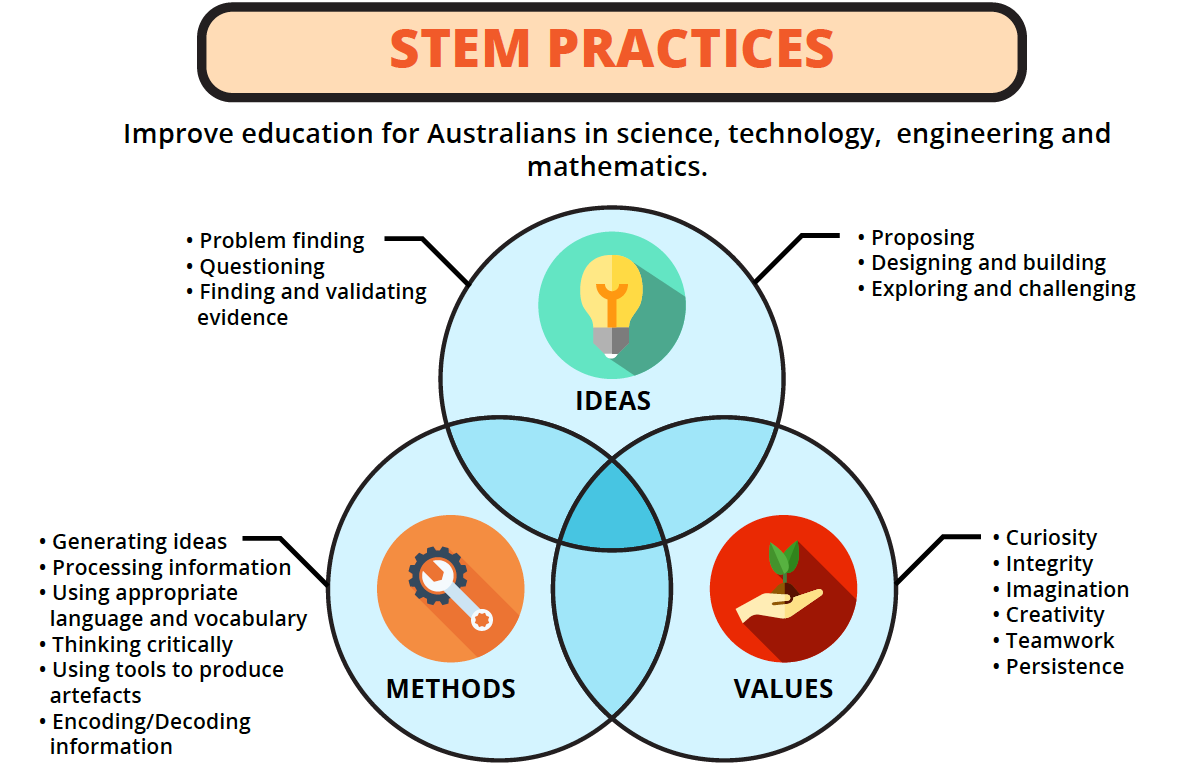 STEM PRACTICES
Improve education for Australians in science, technology,  engineering and
mathematics.
• Problem finding
• Questioning
• Finding and validating
evidence
• Proposing
• Designing and building
• Exploring and challenging
IDEAS
• Generating ideas
• Processing information
• Using appropriate
language and vocabulary
• Thinking critically
• Using tools to produce
artefacts
• Encoding/Decoding
information
METHODS
VALUES
• Curiosity
• Integrity
• Imagination
• Creativity
• Teamwork
• Persistence